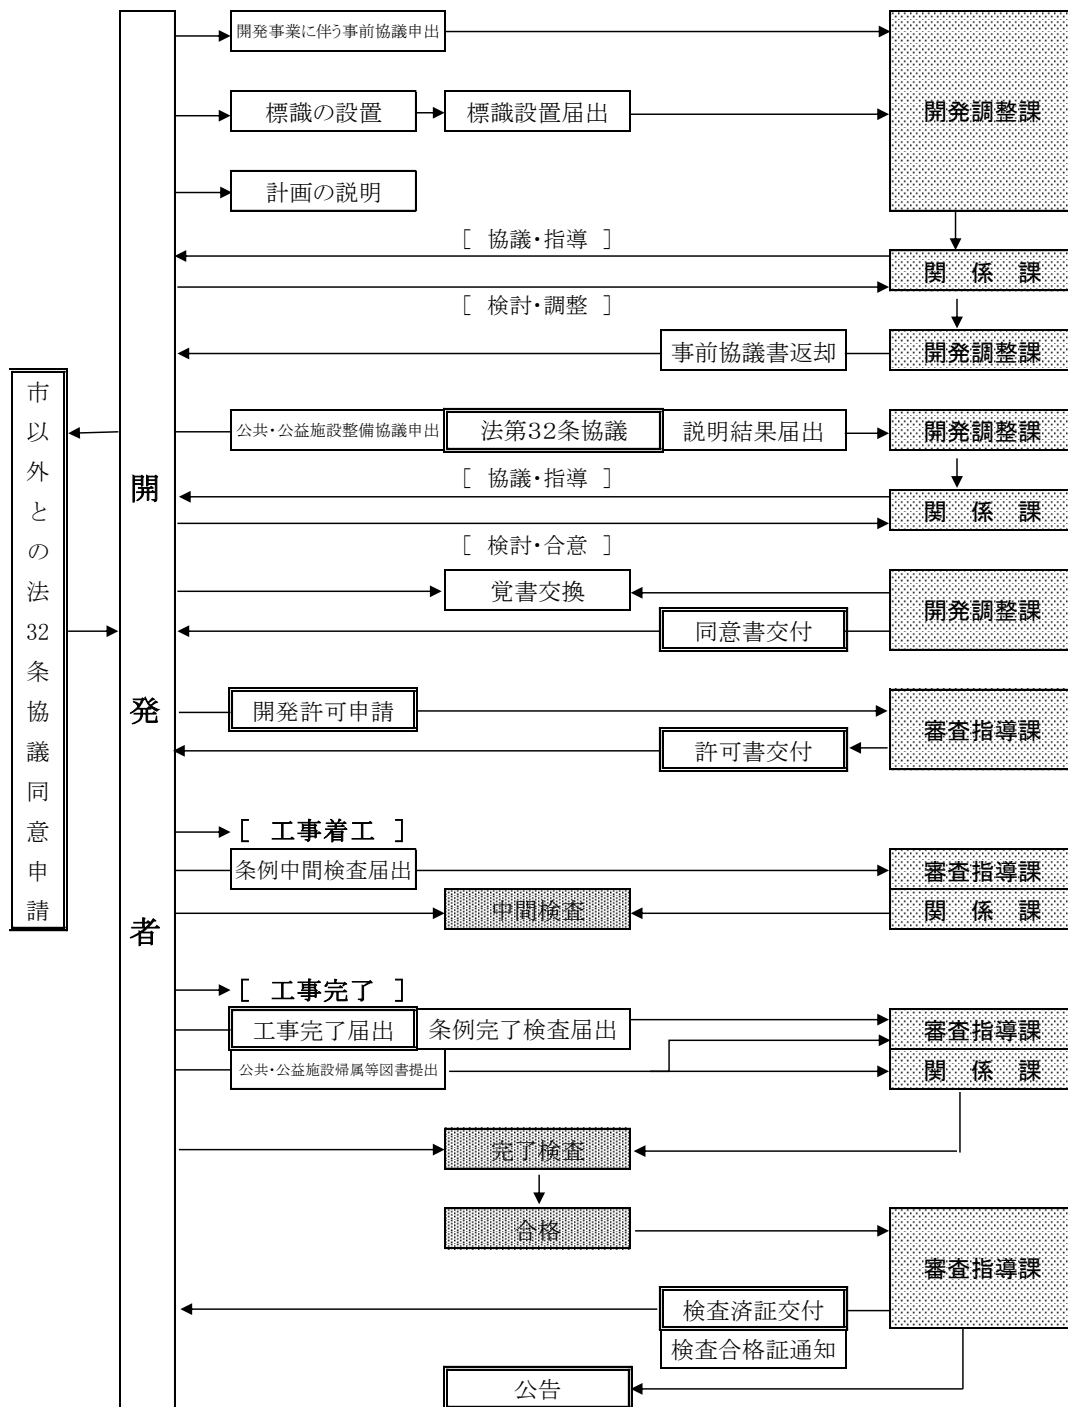 開発事業に伴う事前協議申出
標識の設置
標識設置届出
開発調整課
計画の説明
［ 協議・指導 ］
関 係 課
［ 検討・調整 ］
事前協議書返却
開発調整課
市以外との法32条協議同意申請
開発者
公共・公益施設整備協議申出
法第32条協議
説明結果届出
開発調整課
［ 協議・指導 ］
関 係 課
［ 検討・合意 ］
覚書交換
開発調整課
同意書交付
開発許可申請
審査指導課
許可書交付
［ 工事着工 ］
条例中間検査届出
審査指導課
中間検査
関 係 課
［ 工事完了 ］
工事完了届出
条例完了検査届出
審査指導課
公共・公益施設帰属等図書提出
関 係 課
完了検査
合格
審査指導課
検査済証交付
検査合格証通知
公告